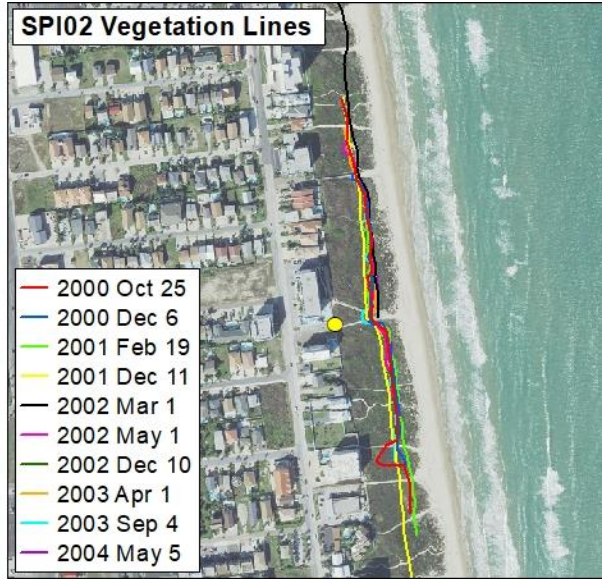 SPI02 Vegetation Lines
2000 Oct 25
2000 Dec 6
2001 Feb 19
2001 Dec 11
2002 Mar 1
2002 May 1
2002 Dec 10
2003 Apr 1
2003 Sep 4
2004 May 5